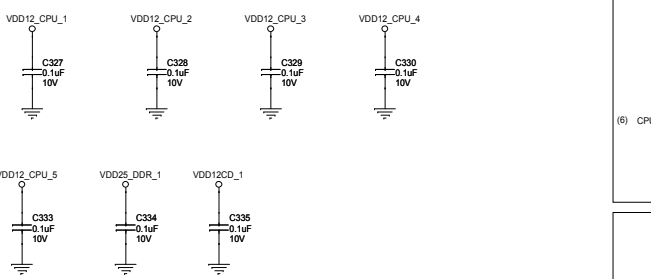 VDD12_CPU_1 VDD12_CPU_2 VDD12_CPU_3 VDD12_CPU_4
C327 C328 C329 C330
0.1uF 0.1uF 0.1uF 0.1uF
10V 10V 10V 10V
(6) CPU
VDD12_CPU_5 VDD25_DDR_1 VDD12CD_1
C333 C334 C335
0.1uF 0.1uF 0.1uF
10V 10V 10V